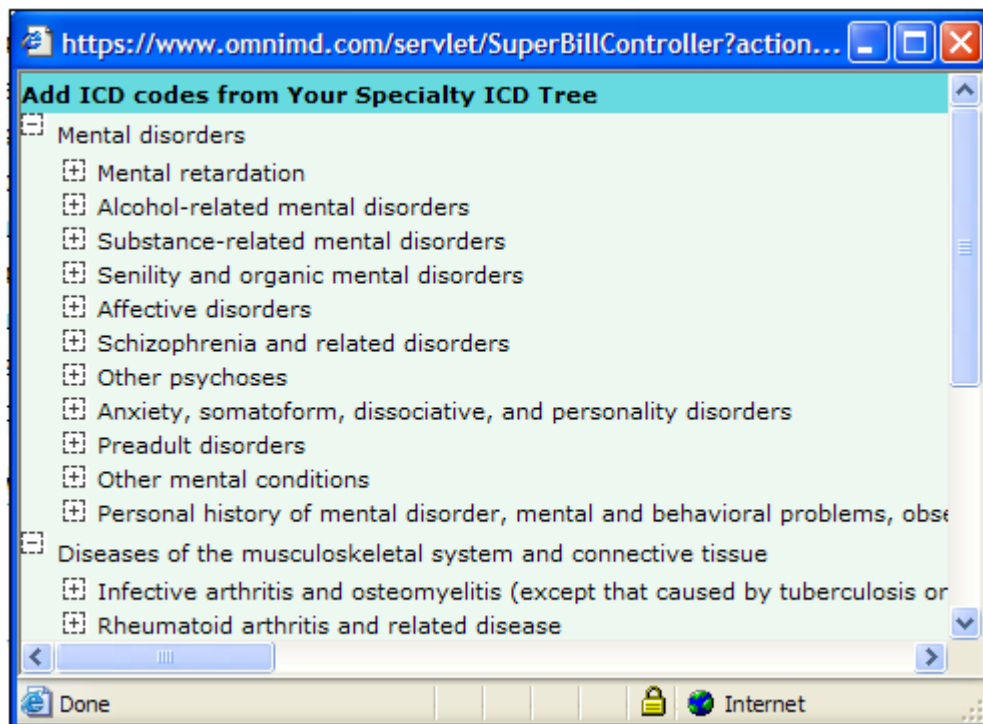 https://www.omnimd.com/servlet/SuperBillController?action...
Add ICD codes from Your Specialty ICD Tree
Mental disorders
Mental retardation
Alcohol-related mental disorders
Substance-related mental disorders
Senility and organic mental disorders
Affective disorders
Schizophrenia and related disorders
Other psychoses
Anxiety, somatoform, dissociative, and personality disorders
Preadult disorders
Other mental conditions
Personal history of mental disorder, mental and behavioral problems, obse
Diseases of the musculoskeletal system and connective tissue
Infective arthritis and osteomyelitis (except that caused by tuberculosis or
Rheumatoid arthritis and related disease
Done Internet